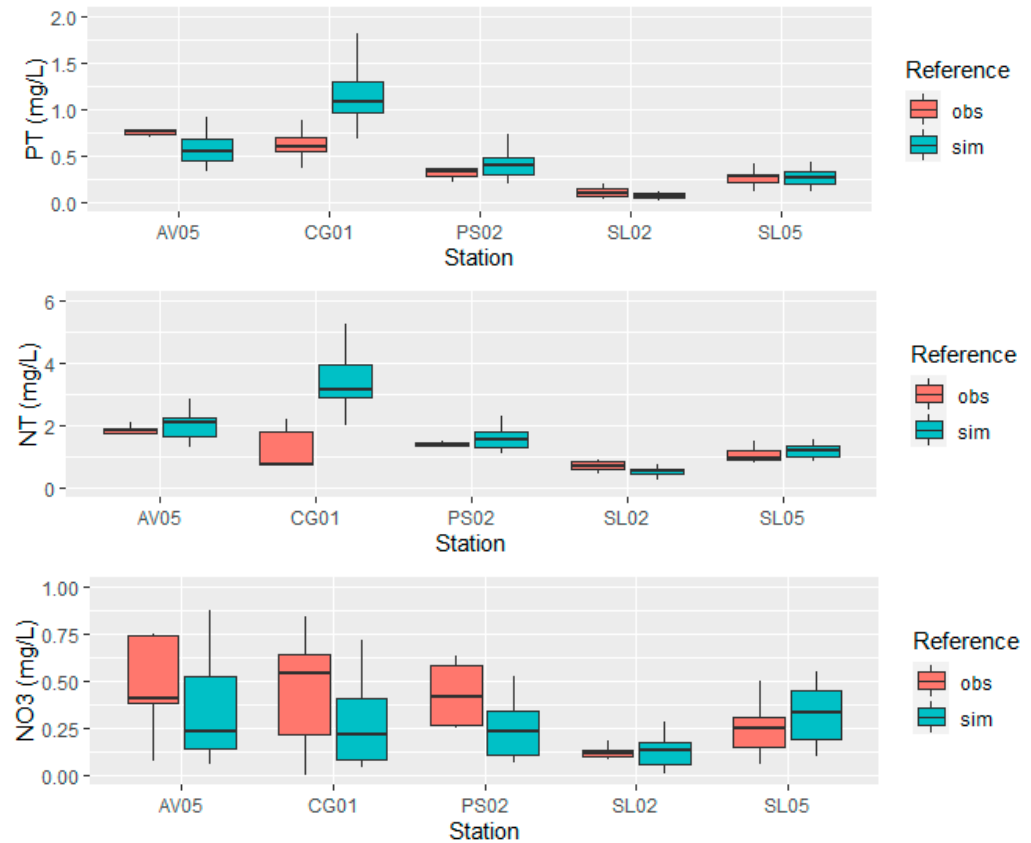 PT (mg/L)
2.0
1.5
1.0
0.5
0.0
AV05 CG01 PS02 SL02 SL05
Station
Reference
obs
sim
NT (mg/L)
6
4
2
0
AV05 CG01 PS02 SL02 SL05
Station
Reference
obs
sim
NO3 (mg/L)
1.00
0.75
0.50
0.25
0.00
AV05 CG01 PS02 SL02 SL05
Station
Reference
obs
sim